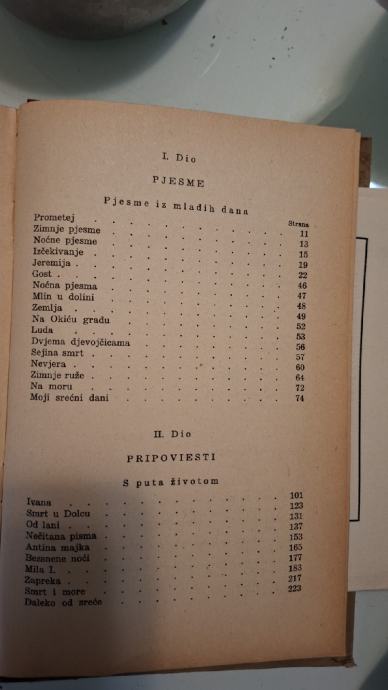 I. Dio
PJESME
Pjesme iz mlađih dana
Strana
Prometej . . . . . . . . . 11
Zimnje pjesme . . . . . . . . 13
Noćne pjesme . . . . . . . . 15
Izčekivanje . . . . . . . . . 19
Jeremija . . . . . . . . . 22
Gost . . . . . . . . . . 46
Noćna pjesma . . . . . . . . 47
Mlin u dolini . . . . . . . . 48
Zemlja . . . . . . . . . 49
Na Okiću gradu . . . . . . . . 52
Luda . . . . . . . . . . 53
Dvjema djevojčicama . . . . . . . 56
Sejina smrt . . . . . . . . . 57
Nevjera . . . . . . . . . 60
Zimnje ruže . . . . . . . . . 64
Na moru . . . . . . . . . 72
Moji srećni dani . . . . . . . . 74
II. Dio
PRIPOVIESTI
S puta životom
Ivana . . . . . . . . . . 101
Smrt u Dolcu . . . . . . . . 123
Od lani . . . . . . . . . 131
Nečitana pisma . . . . . . . . 137
Antina majka . . . . . . . . 153
Bezsnene noći . . . . . . . . 165
Mila I. . . . . . . . . . 177
Zapreka . . . . . . . . . 183
Smrt i more . . . . . . . . 217
Daleko od sreće . . . . . . . . 223